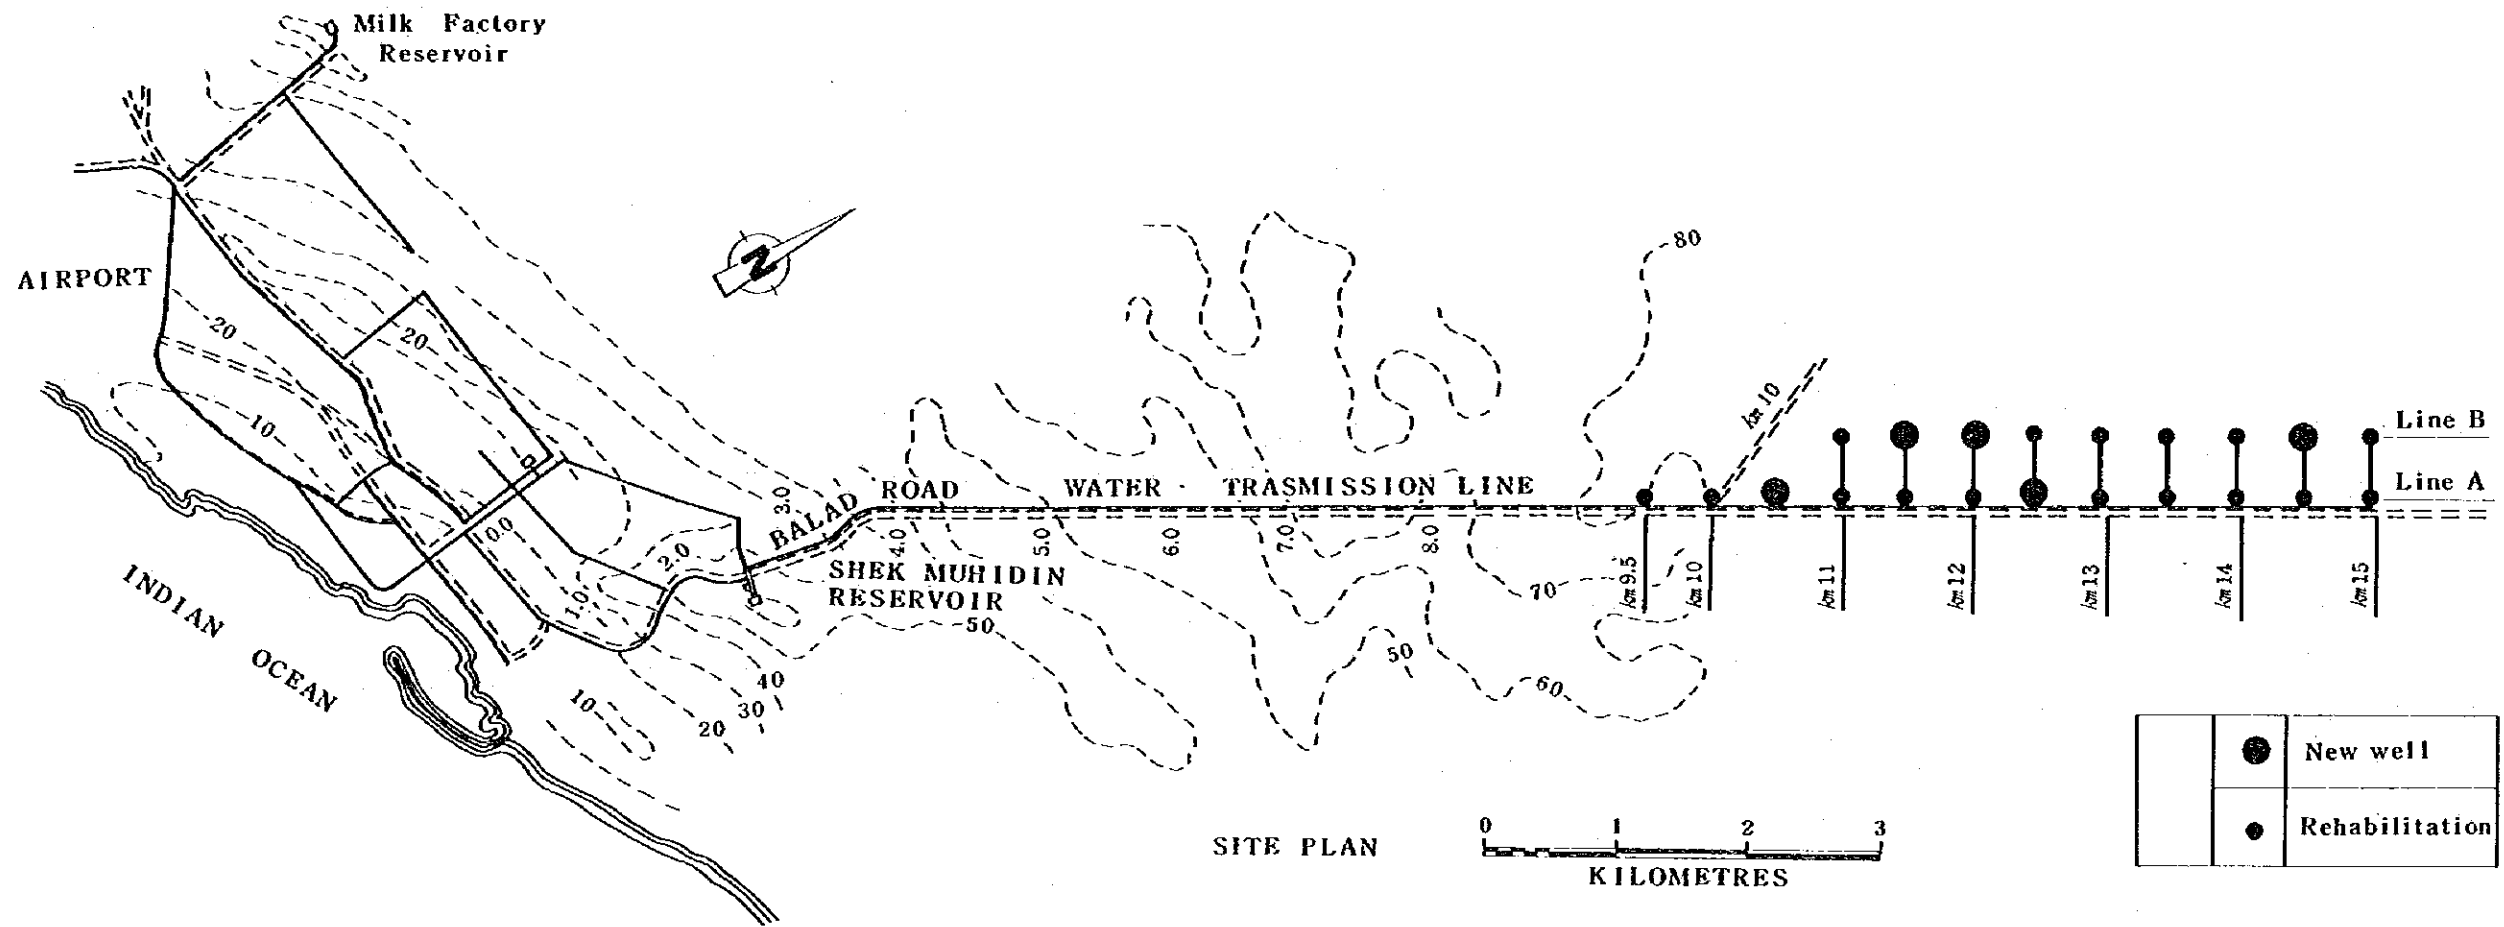 Milk Factory
Reservoir
AIRPORT
N
20
20
10
INDIAN OCEAN
0.0
1.0
2.0
3.0
BALAD ROAD WATER TRASMISSION LINE
4.0
5.0
6.0
7.0
8.0
SHEK MUHIDIN
RESERVOIR
50
40
30
20
10
50
60
70
80
km 10
km 9.5
km 10
km 11
km 12
km 13
km 14
km 15
Line B
Line A
New well
Rehabilitation
SITE PLAN
0 1 2 3
KILOMETRES